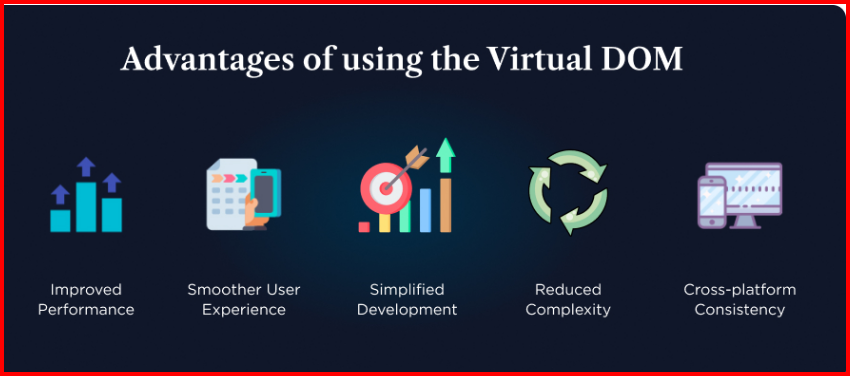 Advantages of using the Virtual DOM
Improved
Performance
Smoother User
Experience
Simplified
Development
Reduced
Complexity
Cross-platform
Consistency